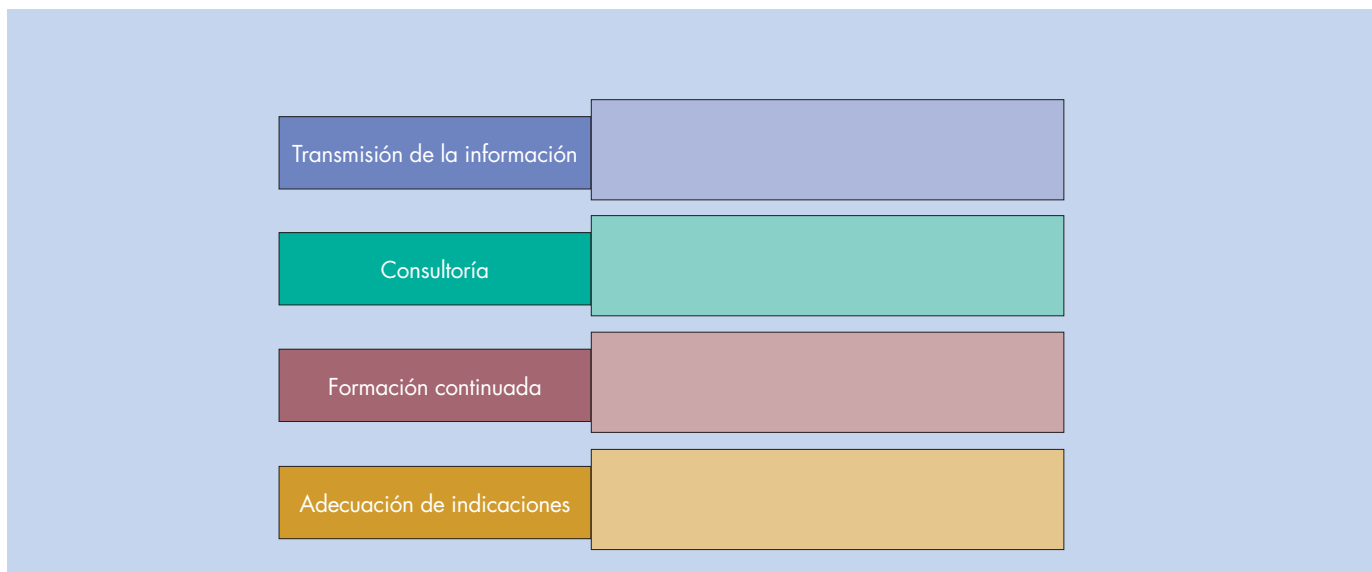 Transmisión de la información
Consultoría
Formación continuada
Adecuación de indicaciones